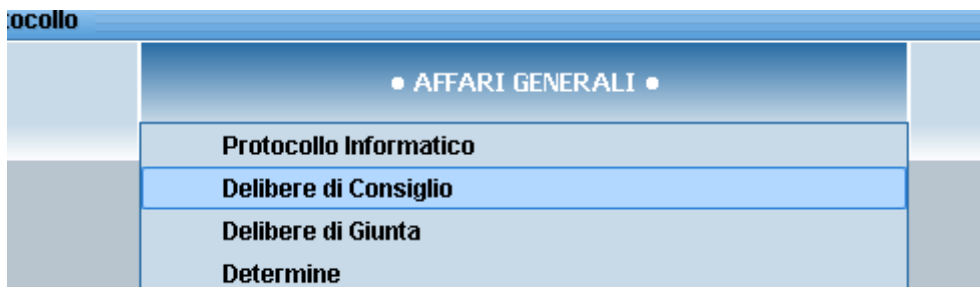 ocollo
• AFFARI GENERALI •
Protocollo Informatico
Delibere di Consiglio
Delibere di Giunta
Determine